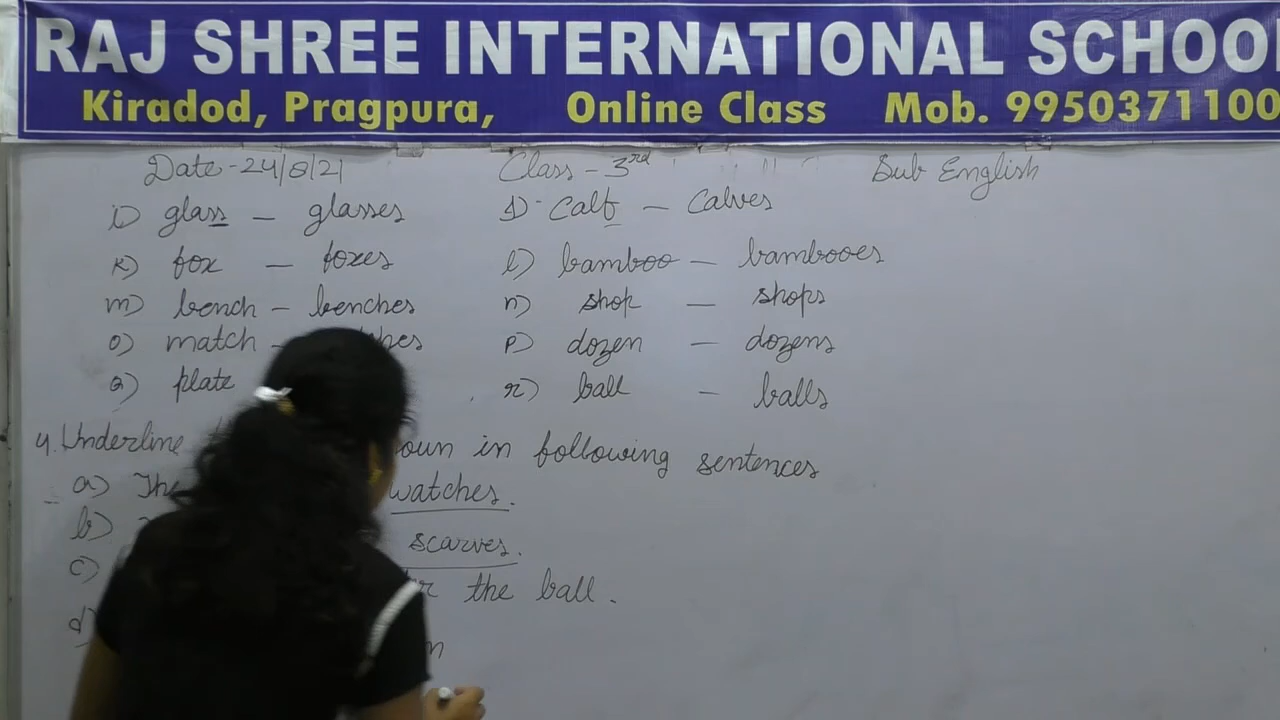 RAJ SHREE INTERNATIONAL SCHOO
Kiradod, Pragpura, Online Class Mob. 9950371100
Date-24/8/21 Class-3rd Sub English
i) glass - glasses
J) Calf - Calves
K) fox - foxes
l) bamboo - bambooes
m) bench - benches
n) shop - shops
o) match -
P) dozen - dozens
Q) plate
r) ball - balls
4. Underline oun in following sentences
a) The watches.
b) scarves.
c) the ball.
d)